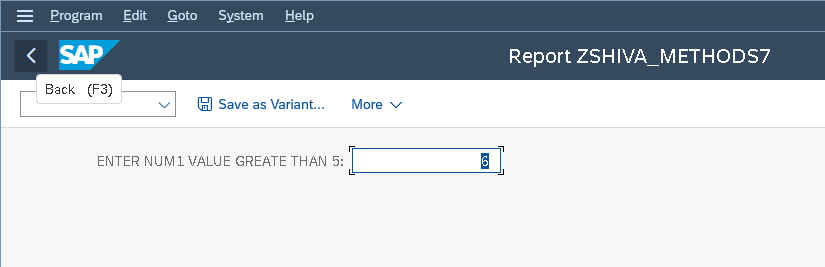 Program Edit Goto System Help
SAP Report ZSHIVA_METHODS7
Back (F3)
Save as Variant... More
ENTER NUM1 VALUE GREATE THAN 5: 6